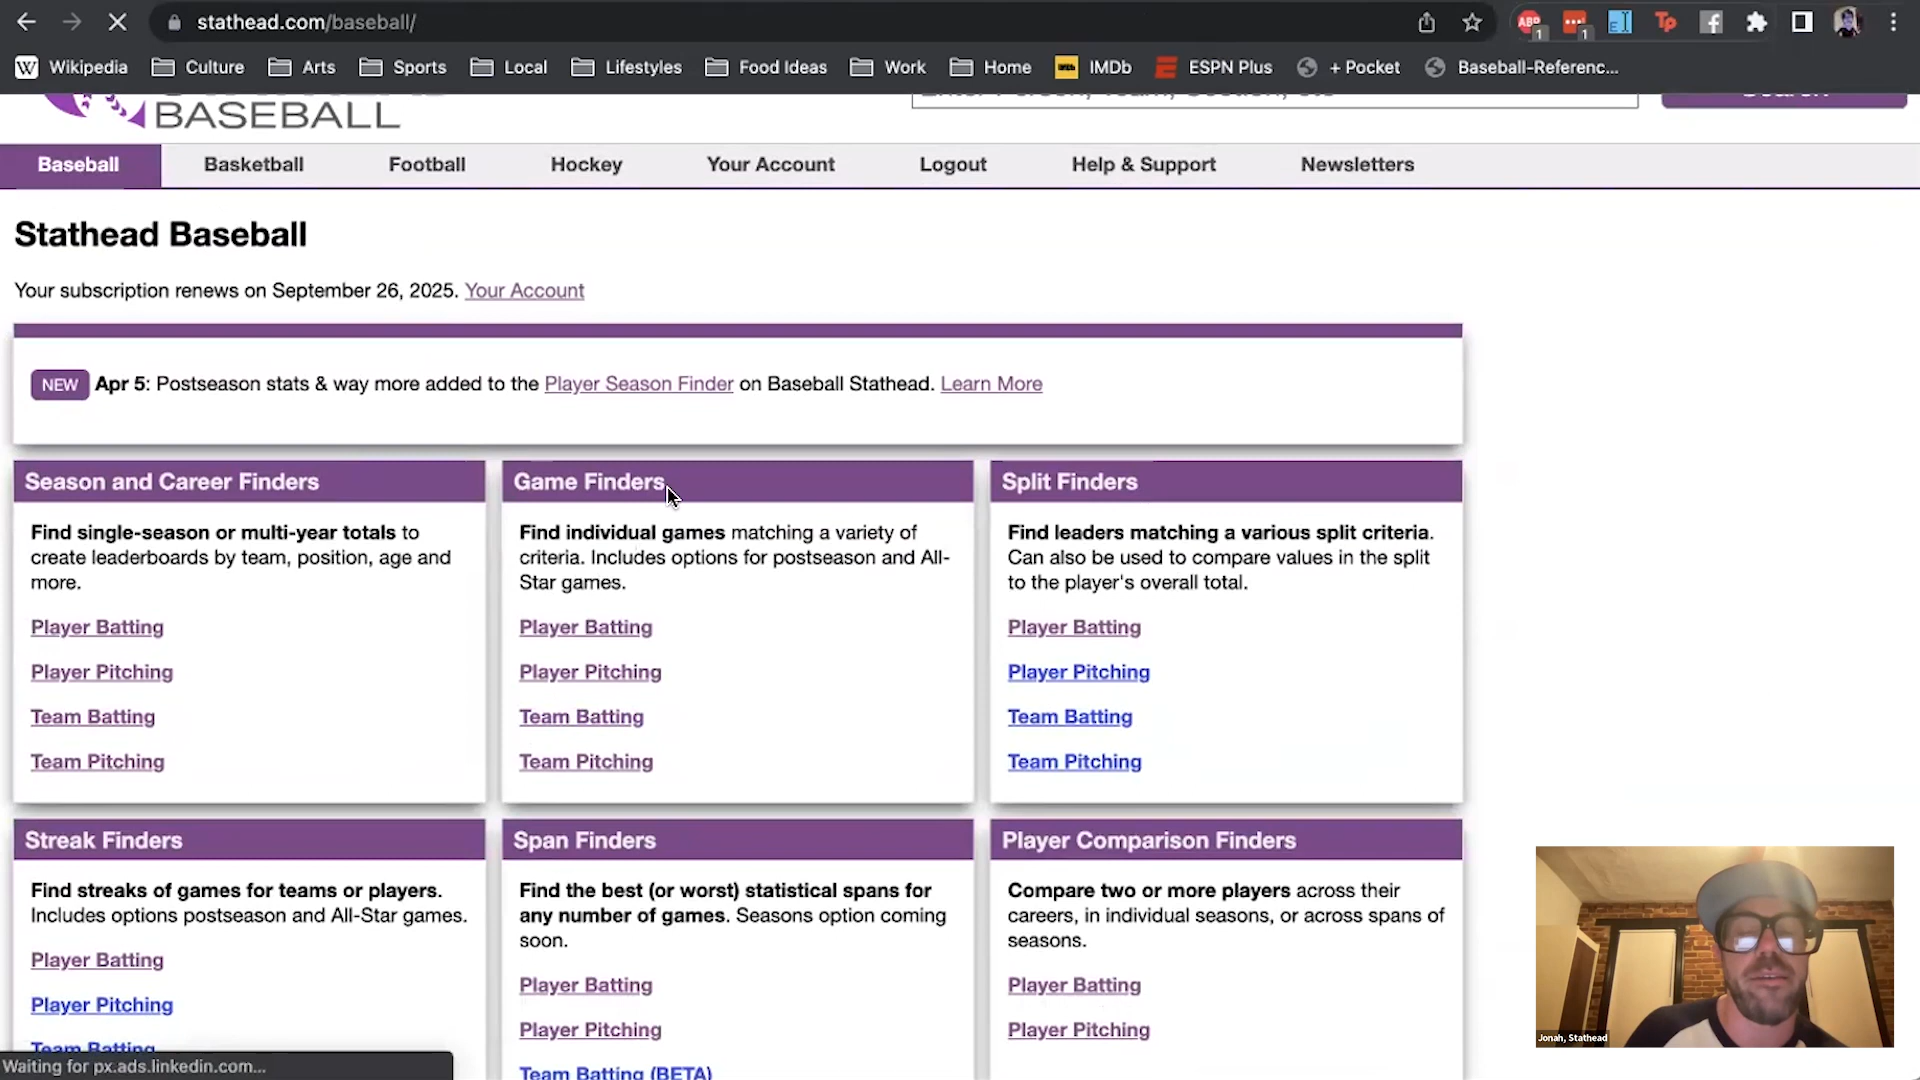 stathead.com/baseball/
ABP
1
1
E
Tp
f
W Wikipedia
Culture
Arts
Sports
Local
Lifestyles
Food Ideas
Work
Home
IMDb
ESPN Plus
+ Pocket
Baseball-Referenc...
BASEBALL
Baseball
Basketball
Football
Hockey
Your Account
Logout
Help & Support
Newsletters
Stathead Baseball
Your subscription renews on September 26, 2025. Your Account
NEW Apr 5: Postseason stats & way more added to the Player Season Finder on Baseball Stathead. Learn More
Season and Career Finders
Find single-season or multi-year totals to
create leaderboards by team, position, age and
more.
Player Batting
Player Pitching
Team Batting
Team Pitching
Game Finders
Find individual games matching a variety of
criteria. Includes options for postseason and All-
Star games.
Player Batting
Player Pitching
Team Batting
Team Pitching
Split Finders
Find leaders matching a various split criteria.
Can also be used to compare values in the split
to the player's overall total.
Player Batting
Player Pitching
Team Batting
Team Pitching
Streak Finders
Find streaks of games for teams or players.
Includes options postseason and All-Star games.
Player Batting
Player Pitching
Team Batting
Span Finders
Find the best (or worst) statistical spans for
any number of games. Seasons option coming
soon.
Player Batting
Player Pitching
Team Batting (BETA)
Player Comparison Finders
Compare two or more players across their
careers, in individual seasons, or across spans of
seasons.
Player Batting
Player Pitching
Waiting for px.ads.linkedin.com...
Jonah, Stathead